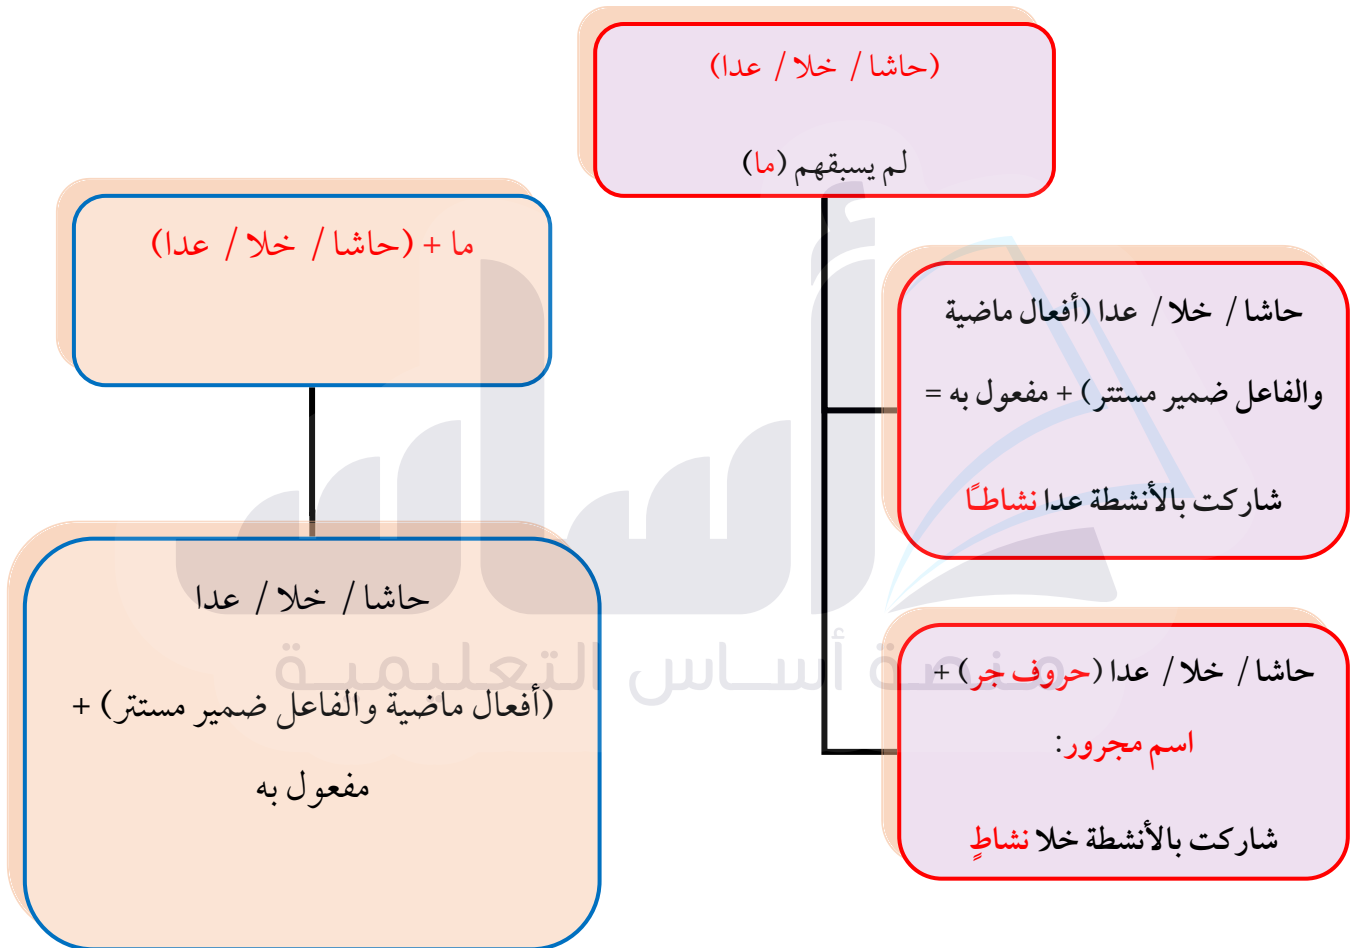 (حاشا / خلا / عدا)
لم يسبقهم (ما)
حاشا / خلا / عدا (أفعال ماضية
والفاعل ضمير مستتر) + مفعول به =
شاركت بالأنشطة عدا نشاطًا
حاشا / خلا / عدا (حروف جر) +
اسم مجرور:
شاركت بالأنشطة خلا نشاطٍ
ما + (حاشا / خلا / عدا)
حاشا / خلا / عدا
(أفعال ماضية والفاعل ضمير مستتر) +
مفعول به
أساس
منصة أساس التعليمية